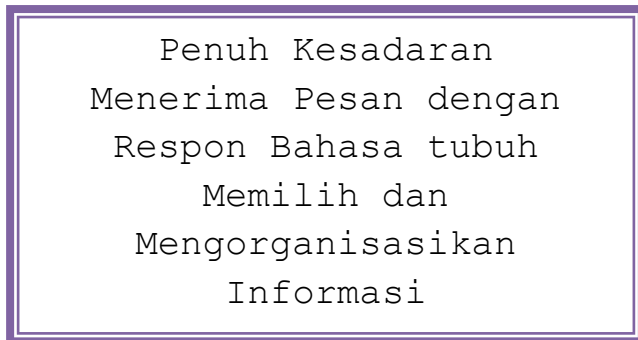 Penuh Kesadaran
Menerima Pesan dengan
Respon Bahasa tubuh
Memilih dan
Mengorganisasikan
Informasi